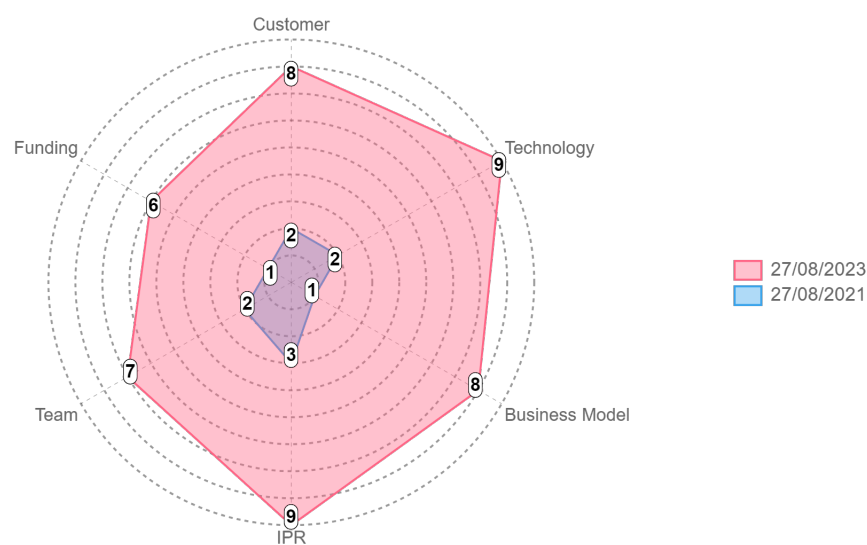 Customer
8
Funding
Technology
9
6
2
2
1
27/08/2023
1
27/08/2021
2
3
7
8
Team
Business Model
9
IPR